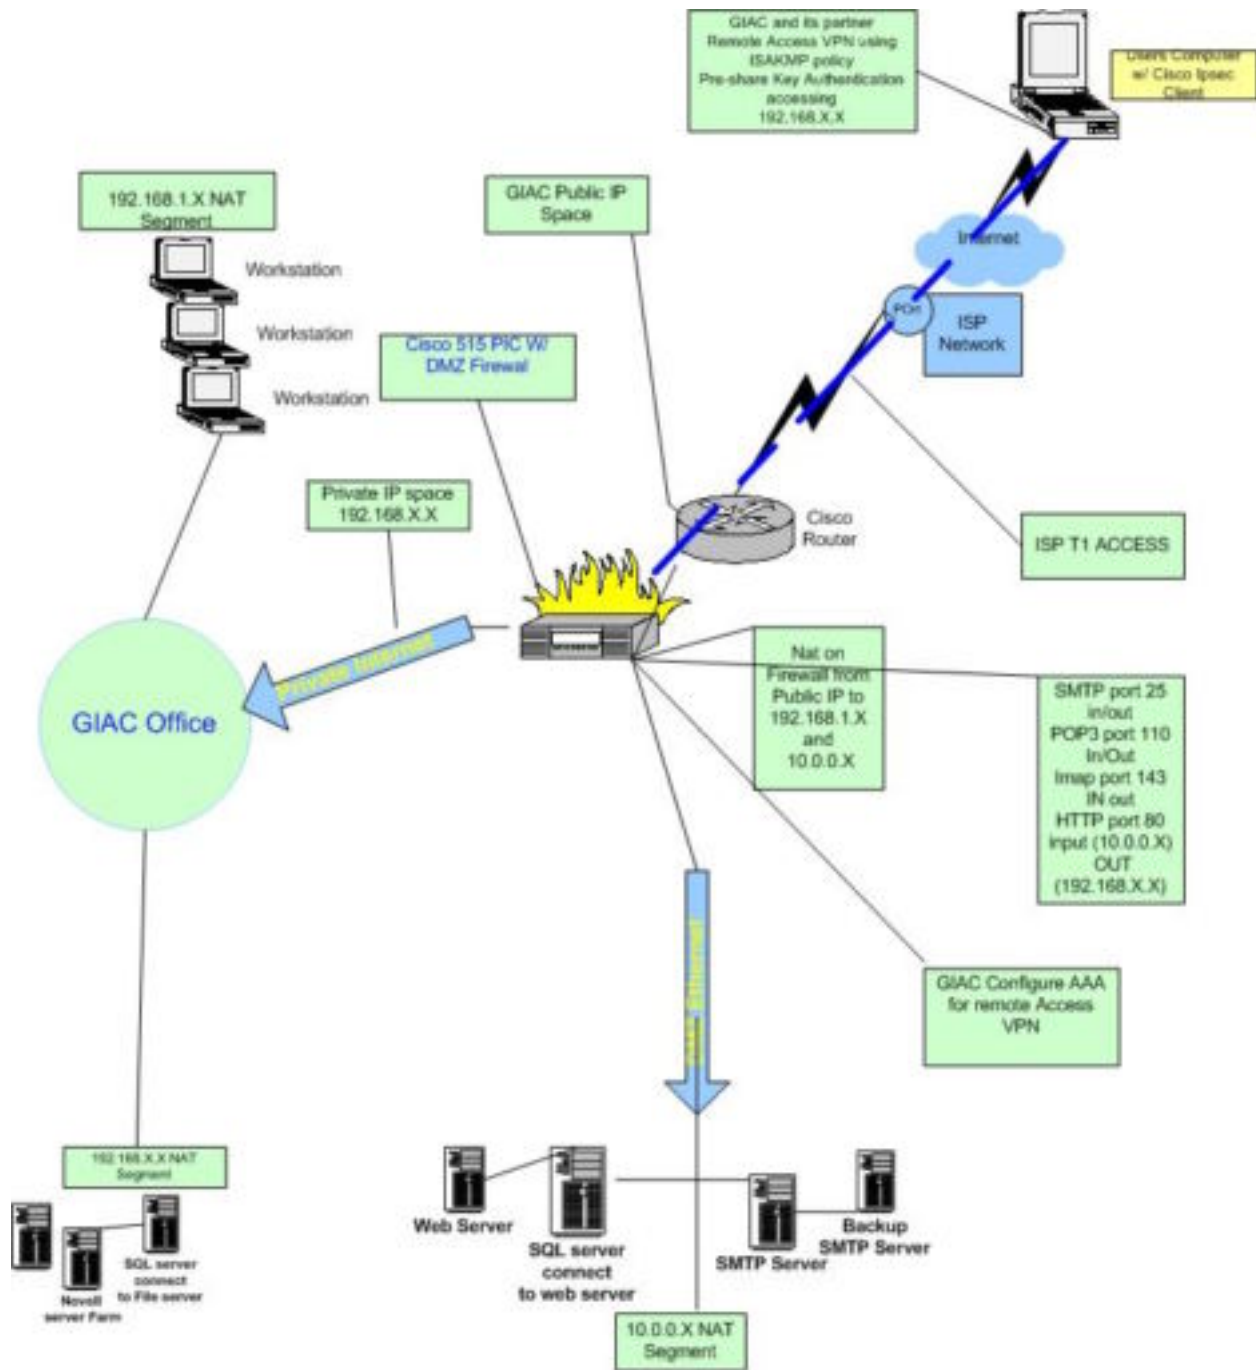 GIAC and its partner
Remote Access VPN using
ISAKMP policy
Pre-share Key Authentication
accessing
192.168.X.X
Users Computer
w/ Cisco Ipsec
Client
192.168.1.X NAT
Segment
GIAC Public IP
Space
Internet
Workstation
Workstation
Workstation
ISP
Network
Cisco 515 PIC W/
DMZ Firewal
Private IP space
192.168.X.X
Cisco
Router
ISP T1 ACCESS
Private Internet
GIAC Office
Nat on
Firewall from
Public IP to
192.168.1.X
and
10.0.0.X
SMTP port 25
in/out
POP3 port 110
In/Out
Imap port 143
IN out
HTTP port 80
input (10.0.0.X)
OUT
(192.168.X.X)
Ethernet
GIAC Configure AAA
for remote Access
VPN
192.168.X.X NAT
Segment
Novell
server Farm
SQL server
connect
to File server
Web Server
SQL server
connect
to web server
SMTP Server
Backup
SMTP Server
10.0.0.X NAT
Segment